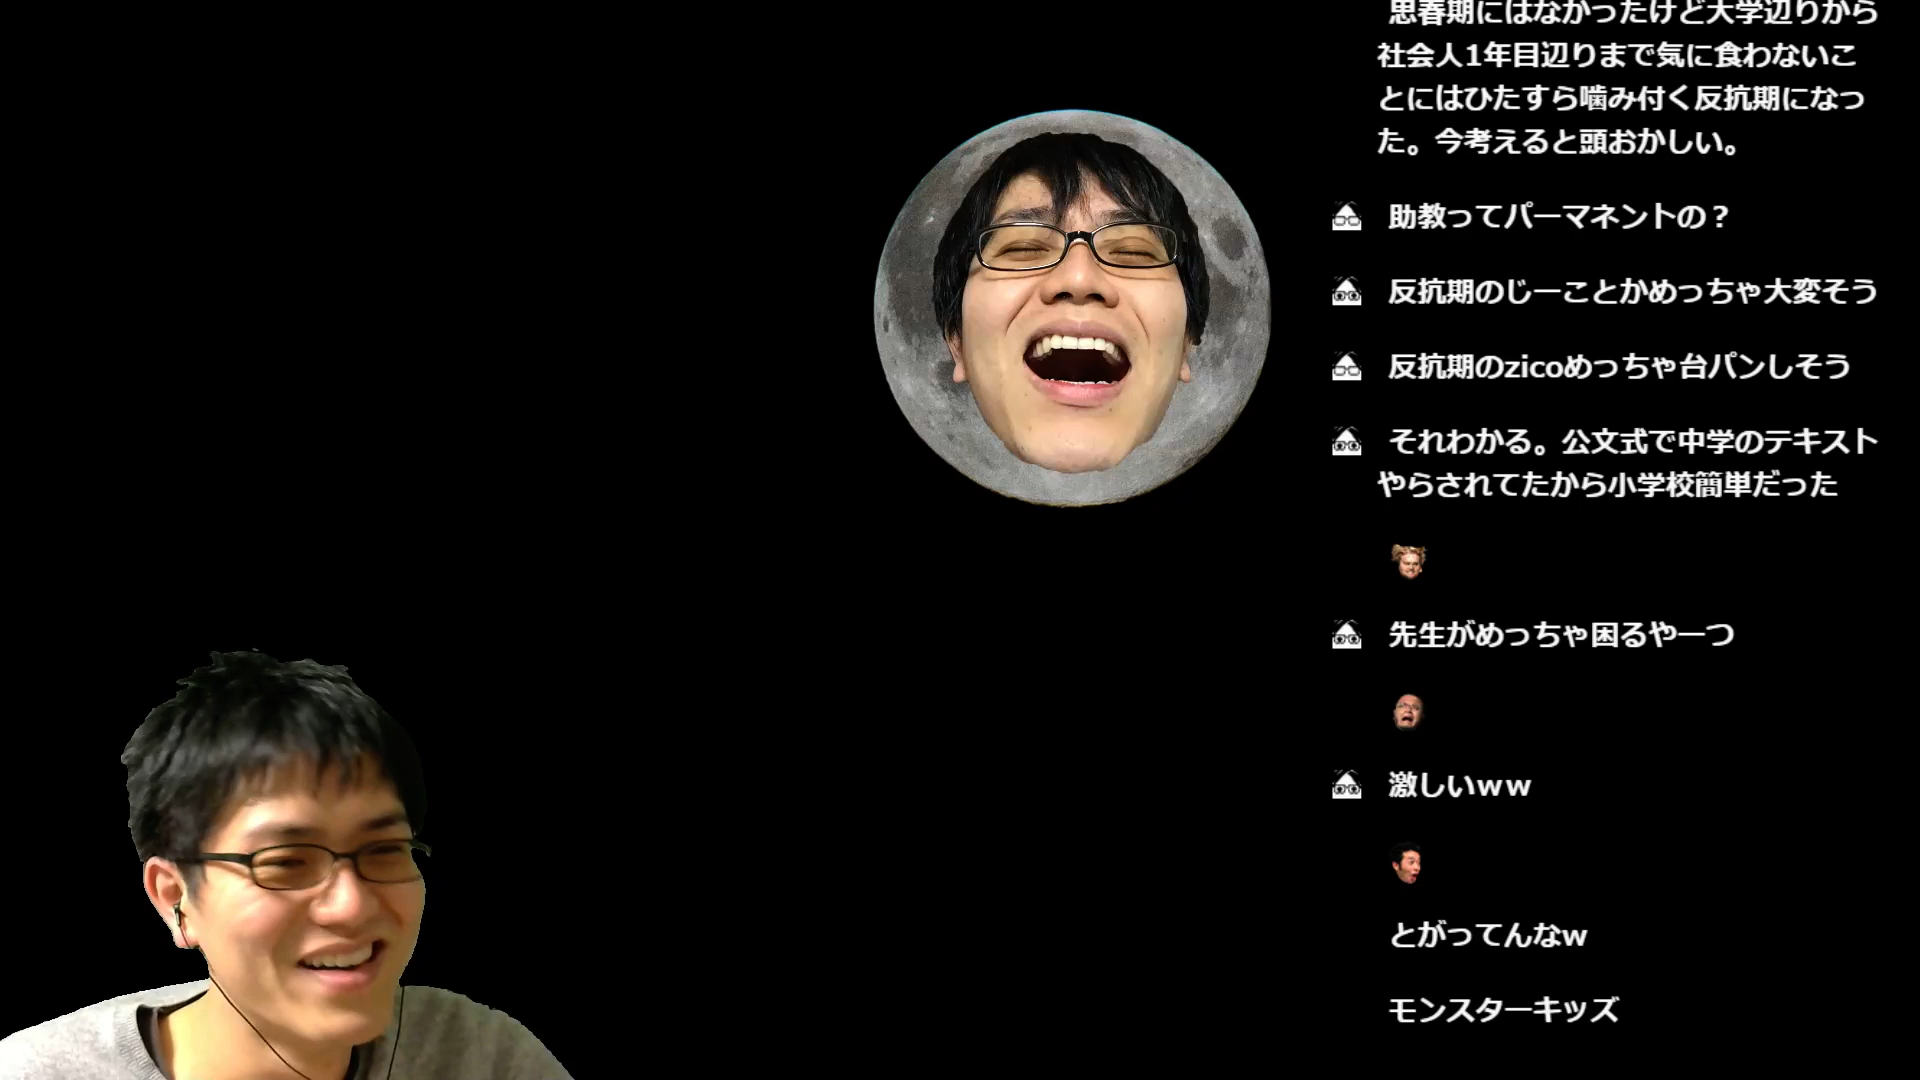 思春期にはなかったけど大学辺りから
社会人1年目辺りまで気に食わないこ
とにはひたすら噛み付く反抗期になっ
た。今考えると頭おかしい。
助教ってパーマネントの？
反抗期のじーことかめっちゃ大変そう
反抗期のzicoめっちゃ台パンしそう
それわかる。公文式で中学のテキスト
やらされてたから小学校簡単だった
先生がめっちゃ困るやーつ
激しいｗｗ
とがってんなw
モンスターキッズ